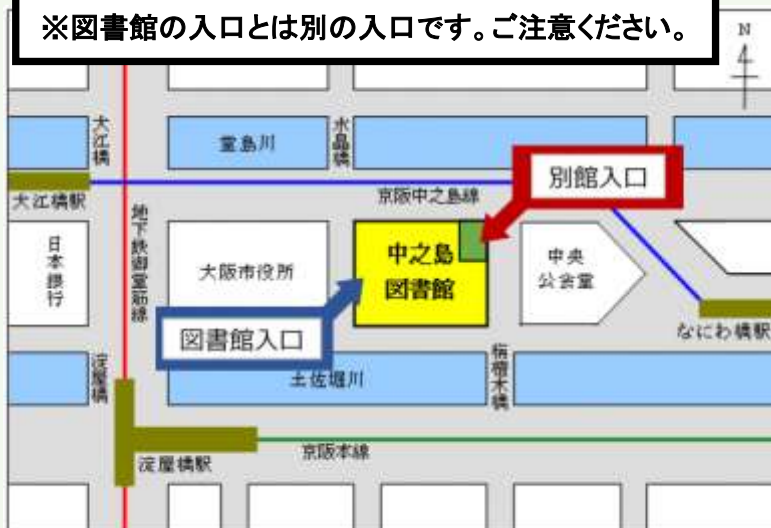 ※図書館の入口とは別の入口です。ご注意ください。
N
大江橋
堂島川
水晶橋
別館入口
大江橋駅
京阪中之島線
地下鉄御堂筋線
日本銀行
大阪市役所
中之島
図書館
中央
公会堂
図書館入口
なにわ橋駅
淀屋橋
土佐堀川
栴檀木橋
淀屋橋駅
京阪本線